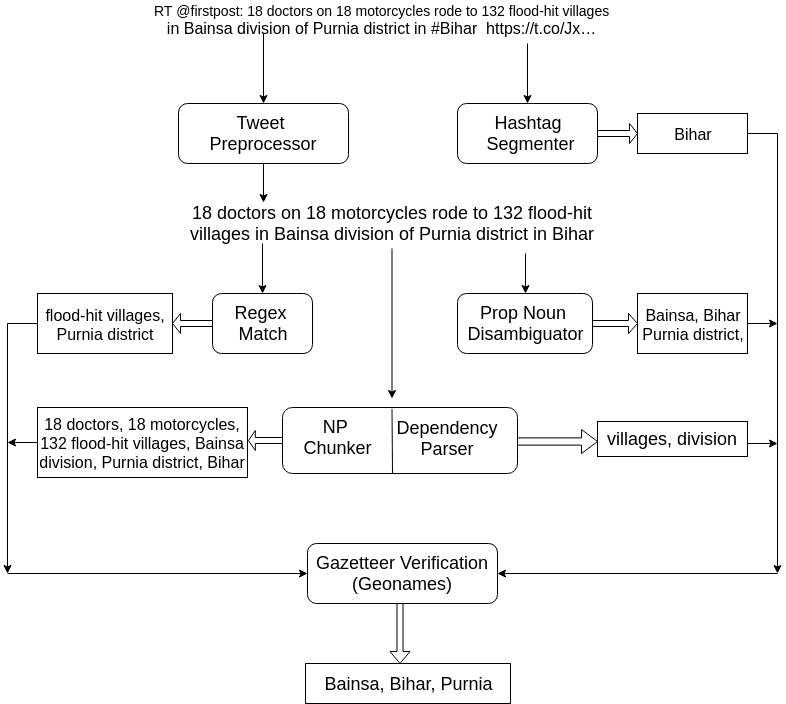 RT @firstpost: 18 doctors on 18 motorcycles rode to 132 flood-hit villages
in Bainsa division of Purnia district in #Bihar  https://t.co/Jx...
Tweet
Preprocessor
Hashtag
Segmenter
Bihar
18 doctors on 18 motorcycles rode to 132 flood-hit
villages in Bainsa division of Purnia district in Bihar
flood-hit villages,
Purnia district
Regex
Match
Prop Noun
Disambiguator
Bainsa, Bihar
Purnia district,
18 doctors, 18 motorcycles,
132 flood-hit villages, Bainsa
division, Purnia district, Bihar
NP
Chunker
Dependency
Parser
villages, division
Gazetteer Verification
(Geonames)
Bainsa, Bihar, Purnia